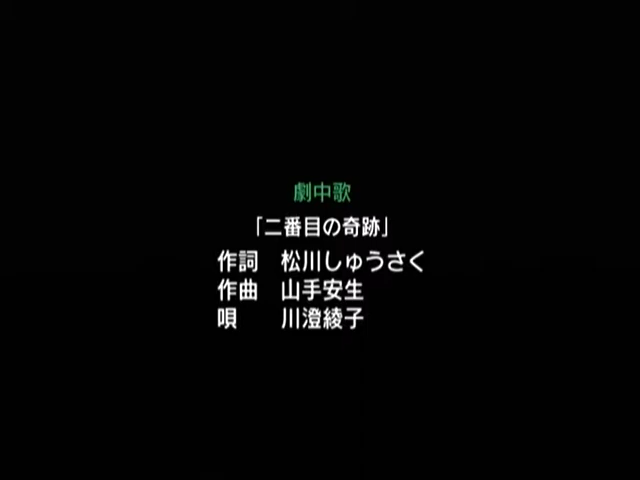 劇中歌
「二番目の奇跡」
作詞 松川しゅうさく
作曲 山手安生
唄 川澄綾子